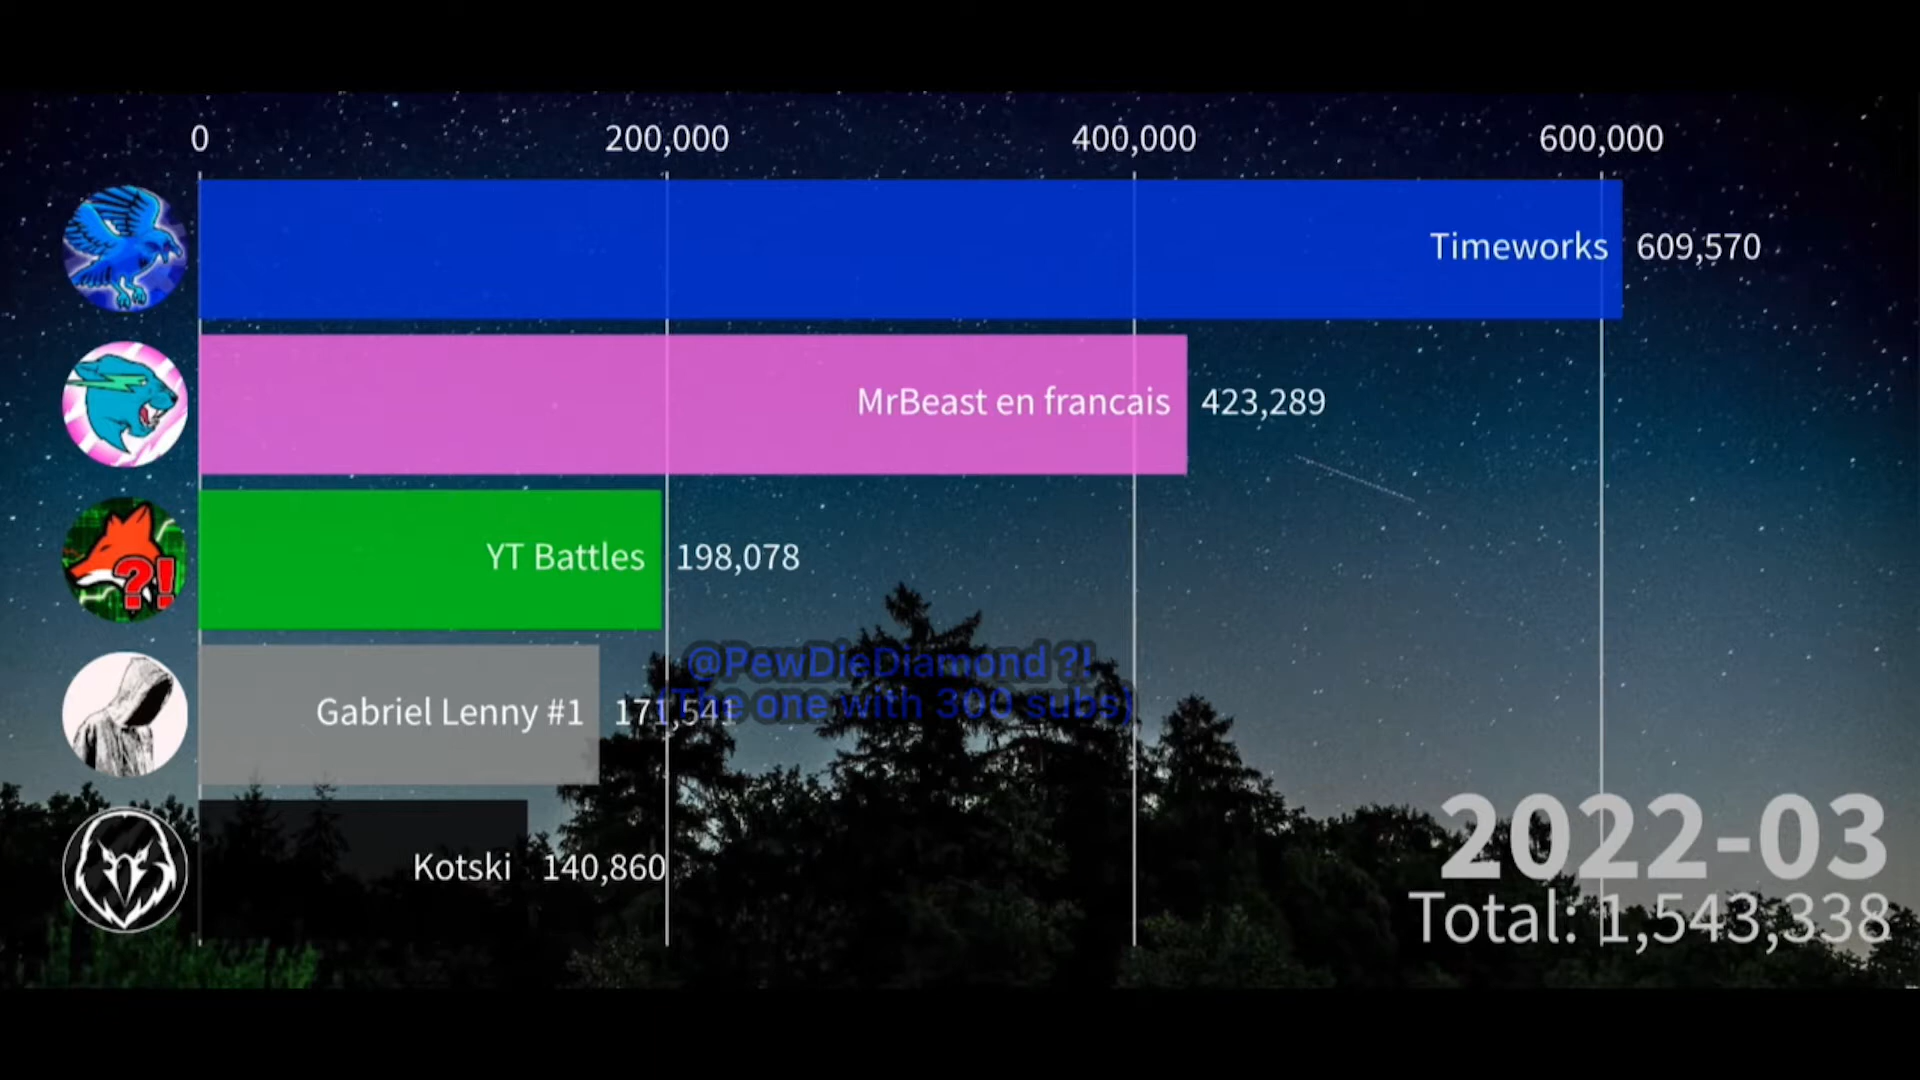 0 200,000 400,000 600,000
Timeworks 609,570
MrBeast en francais 423,289
?!
YT Battles 198,078
@PewDieDiamond ?!
(The one with 300 subs)
Gabriel Lenny #1 171,541
Kotski 140,860
2022-03
Total: 1,543,338